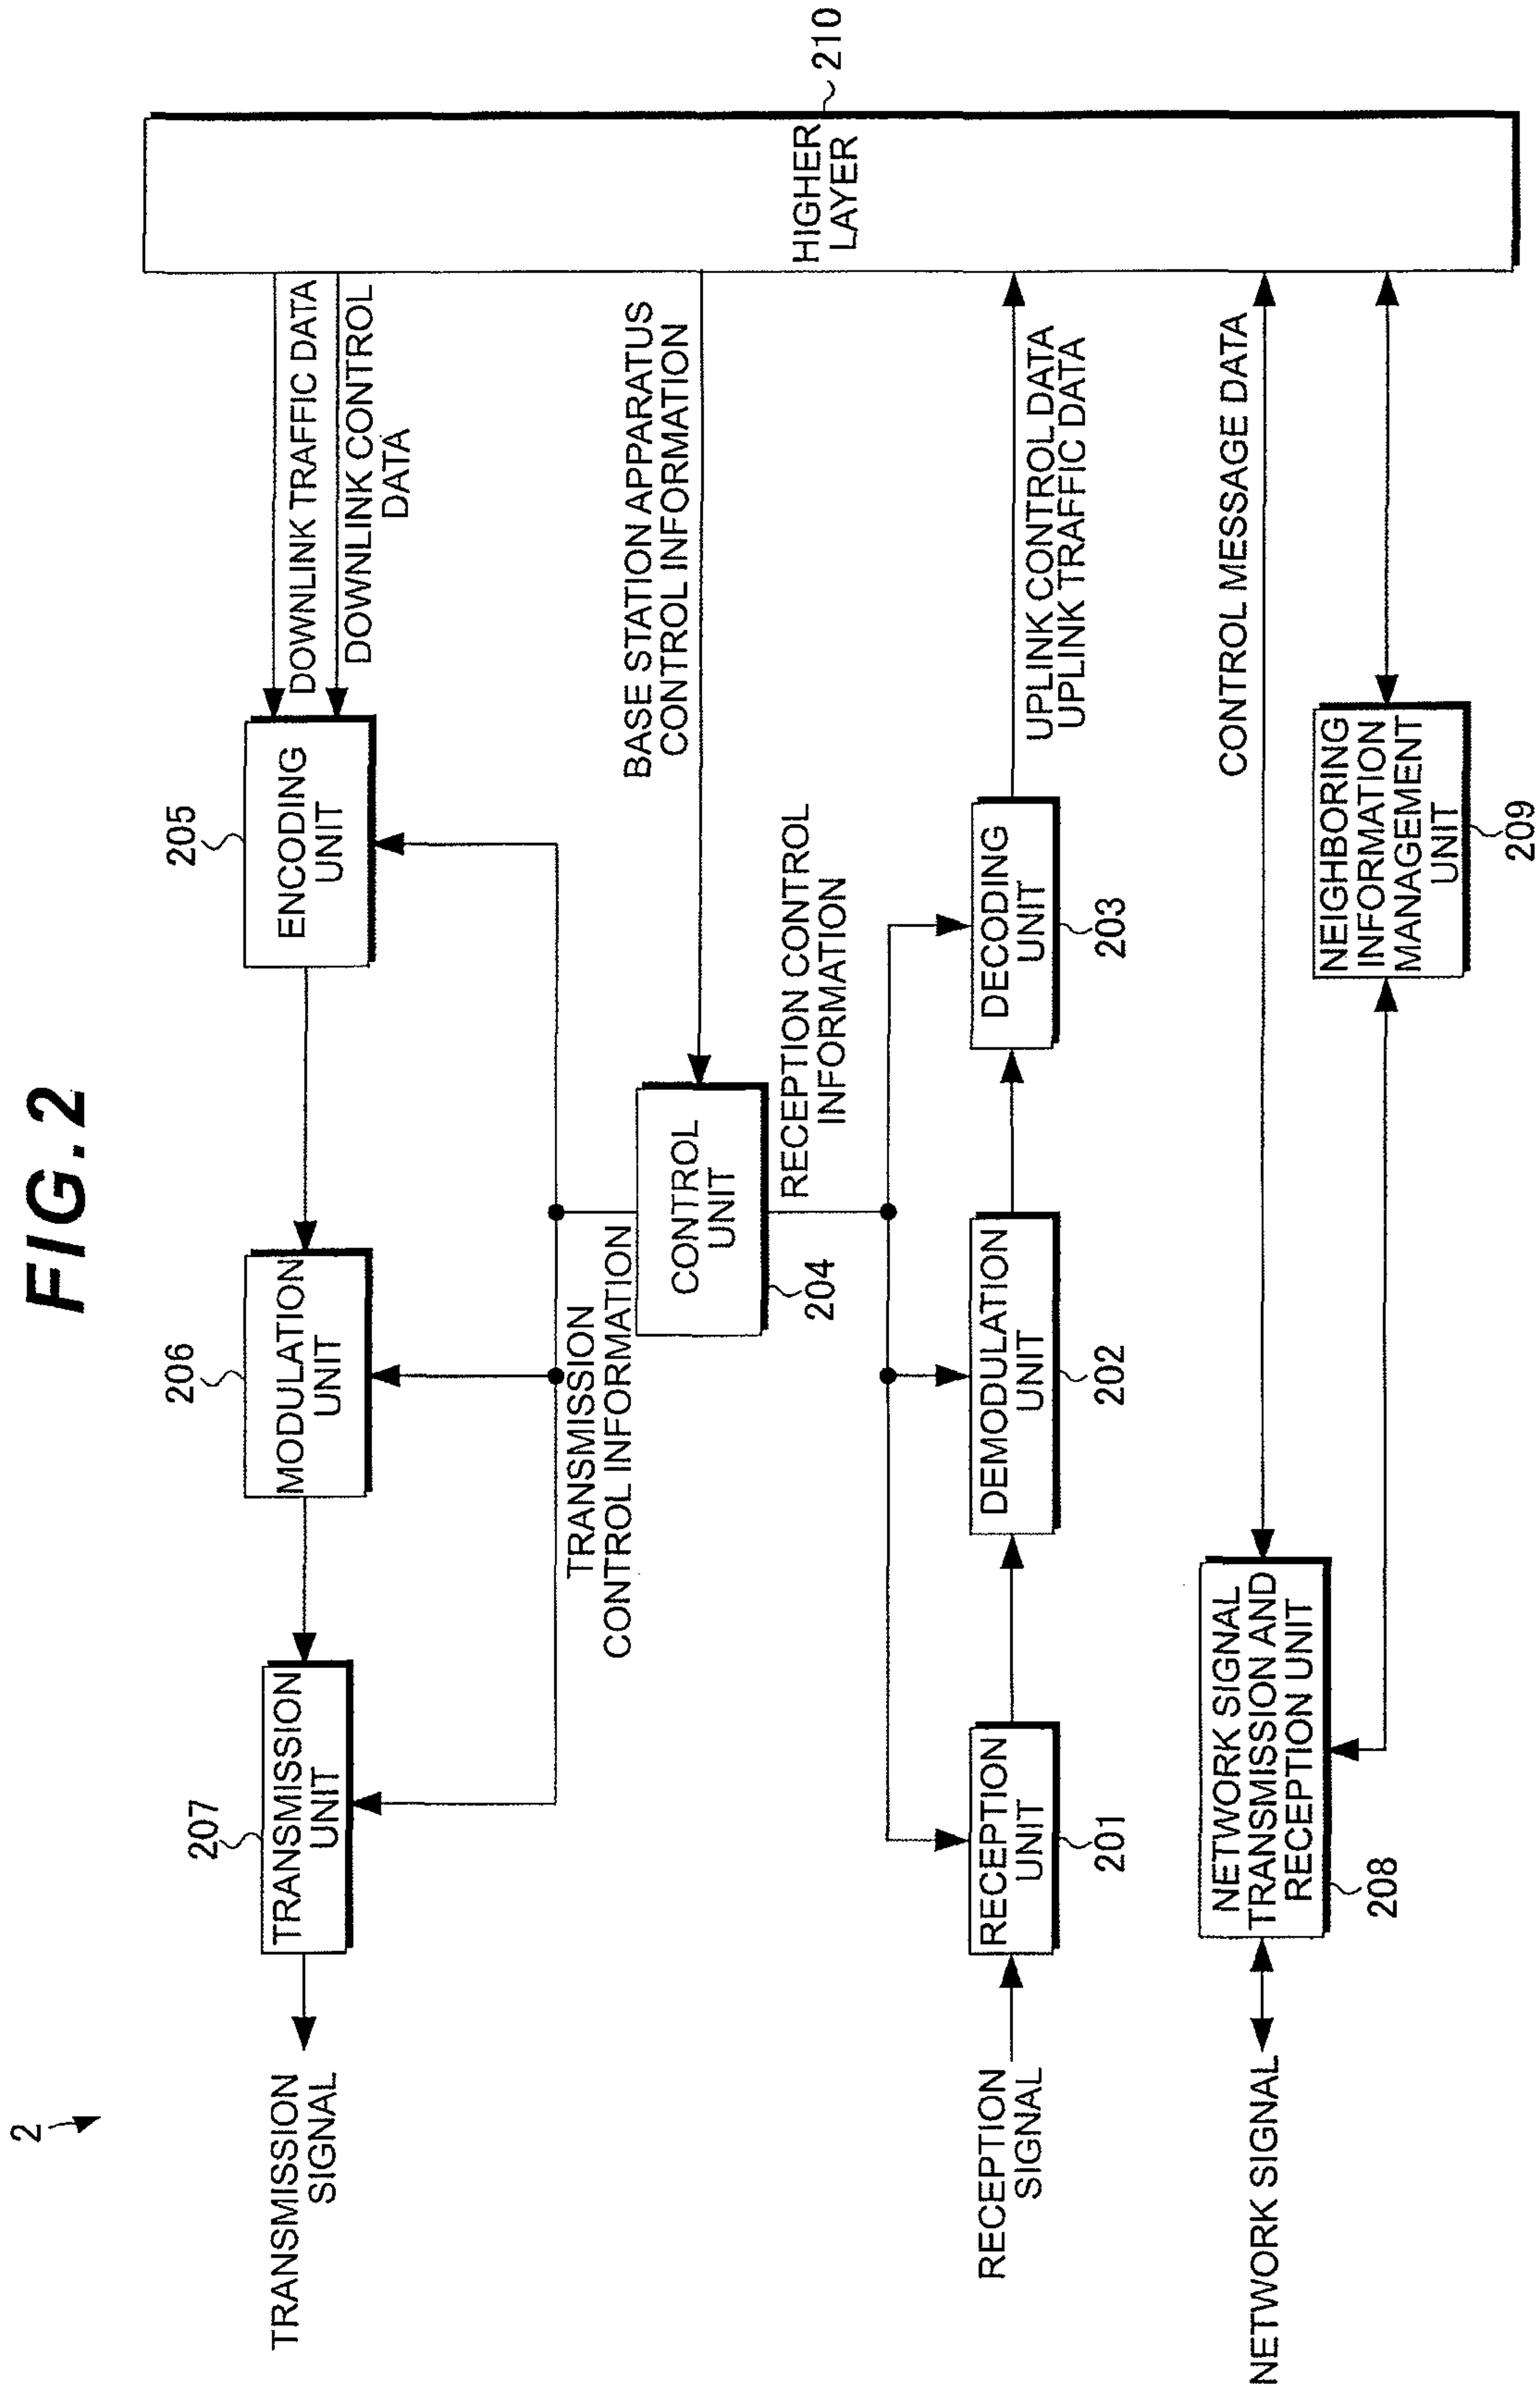 FIG.2
2
TRANSMISSION
SIGNAL
207
TRANSMISSION
UNIT
206
MODULATION
UNIT
205
ENCODING
UNIT
DOWNLINK TRAFFIC DATA
DOWNLINK CONTROL
DATA
TRANSMISSION
CONTROL INFORMATION
CONTROL
UNIT
204
BASE STATION APPARATUS
CONTROL INFORMATION
RECEPTION CONTROL
INFORMATION
HIGHER
LAYER
210
RECEPTION
SIGNAL
RECEPTION
UNIT
201
DEMODULATION
UNIT
202
DECODING
UNIT
203
UPLINK CONTROL DATA
UPLINK TRAFFIC DATA
NETWORK SIGNAL
NETWORK SIGNAL
TRANSMISSION AND
RECEPTION UNIT
208
CONTROL MESSAGE DATA
NEIGHBORING
INFORMATION
MANAGEMENT
UNIT
209